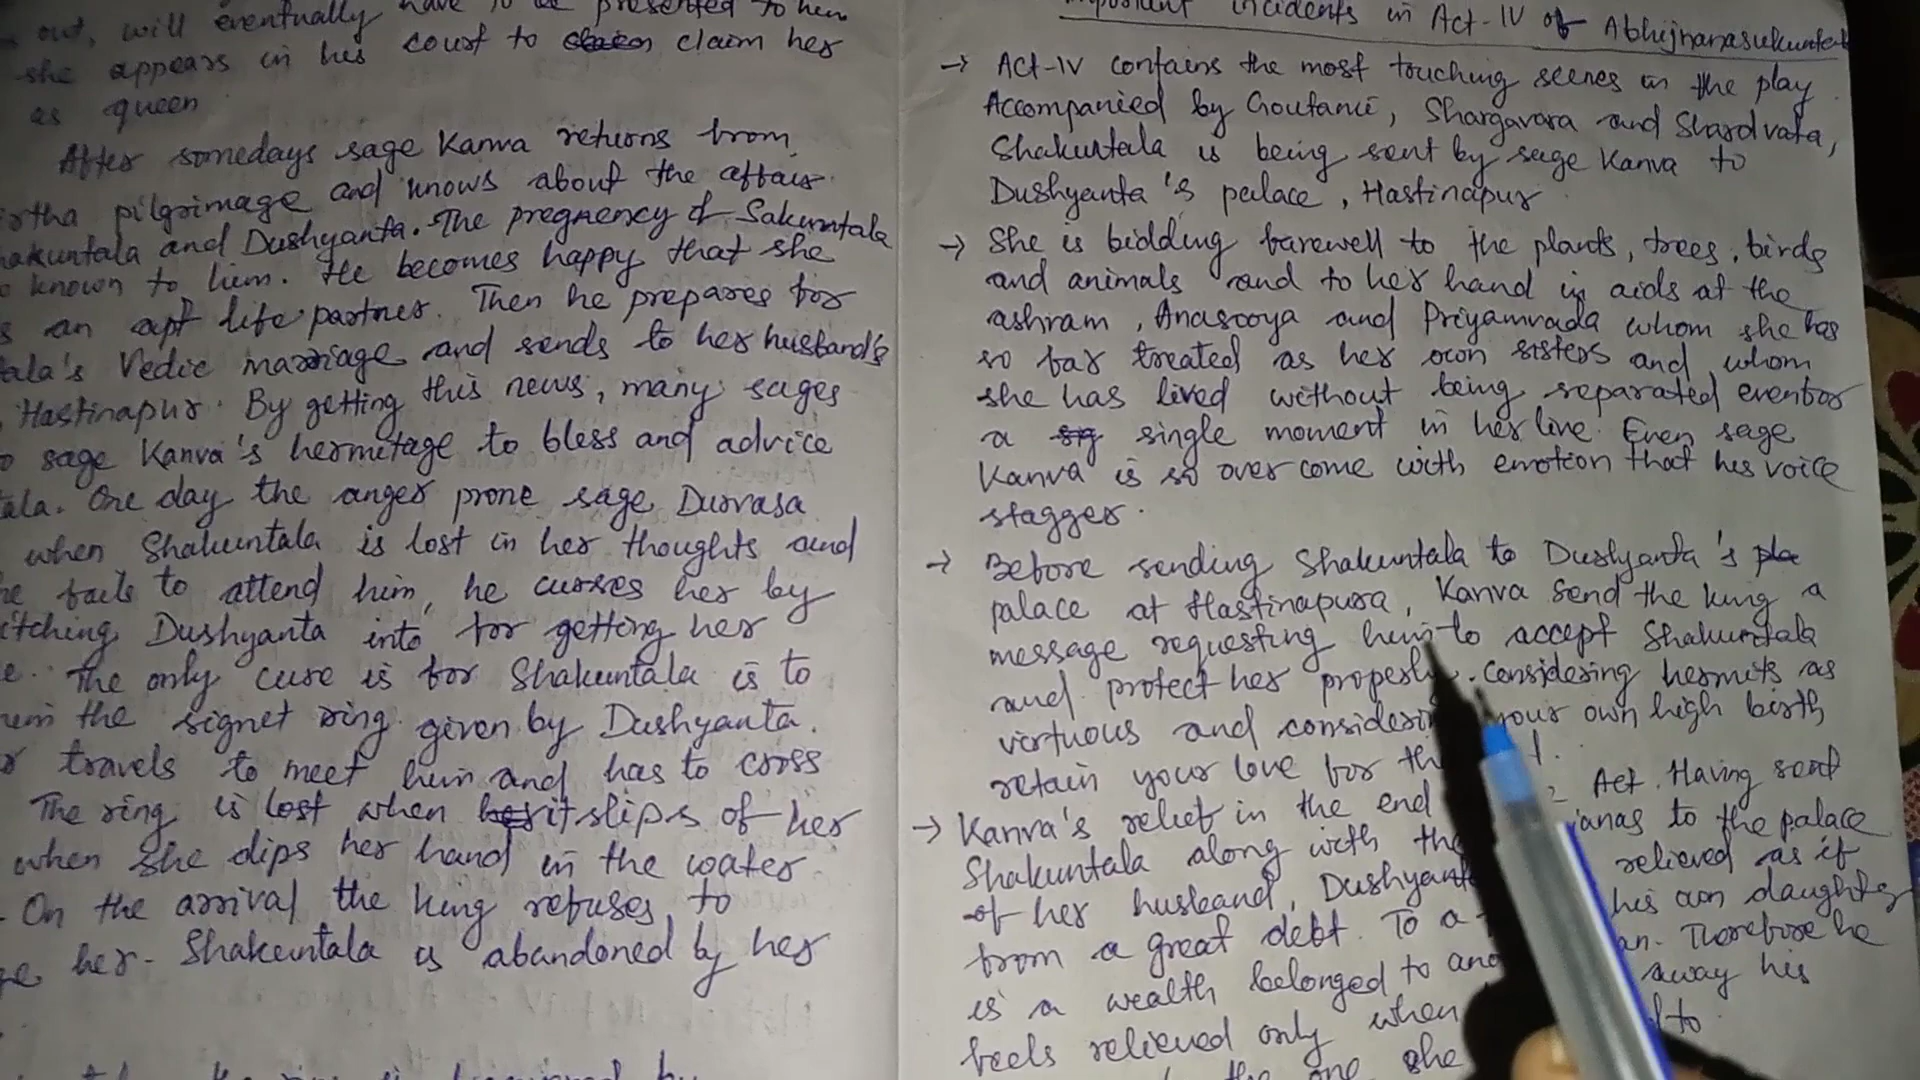 out, will eventually have to be presented to him
she appears in his court to claim her
as queen
After somedays sage Kanva returns from
pilgrimage and knows about the affair
and Dushyanta. The pregnency of Sakuntala
known to him. He becomes happy that she
an apt life partner. Then he prepares for
Vedic marriage and sends to her husband's
Hastinapur. By getting this news, many sages
sage Kanva's hermitage to bless and advice
One day the anger prone sage Durvasa
when Shakuntala is lost in her thoughts and
fails to attend him, he curses her by
Dushyanta into for getting her
The only cure is for Shakuntala is to
the signet ring given by Dushyanta.
travels to meet him and has to cross
The ring is lost when it slips of her
when she dips her hand in the water
On the arrival the king refuses to
her. Shakuntala is abandoned by her
incidents in Act-IV of Abhijnanasakuntal
→ Act-IV contains the most touching scenes in the play.
Accompanied by Goutami, Shargavara and Shardvata,
Shakuntala is being sent by sage Kanva to
Dushyanta's palace, Hastinapur.
→ She is bidding farewell to the plants, trees, birds
and animals and to her hand in aids at the
ashram, Anasooya and Priyamvada whom she has
so far treated as her own sisters and whom
she has lived without being separated even for
a single moment in her live. Even sage
Kanva is so over come with emotion that his voice
stagger.
→ Before sending Shakuntala to Dushyanta's
palace at Hastinapura, Kanva send the king a
message requesting him to accept Shakuntala
and protect her properly. Considering hermits as
virtuous and considering your own high birth
retain your love for
→ Kanva's relief in the end Act. Having send
Shakuntala along with to the palace
of her husband, Dushyanta relieved as if
from a great debt. To a his own daughter
is a wealth belonged to Therefore he
feels relieved only when away his
the one she to